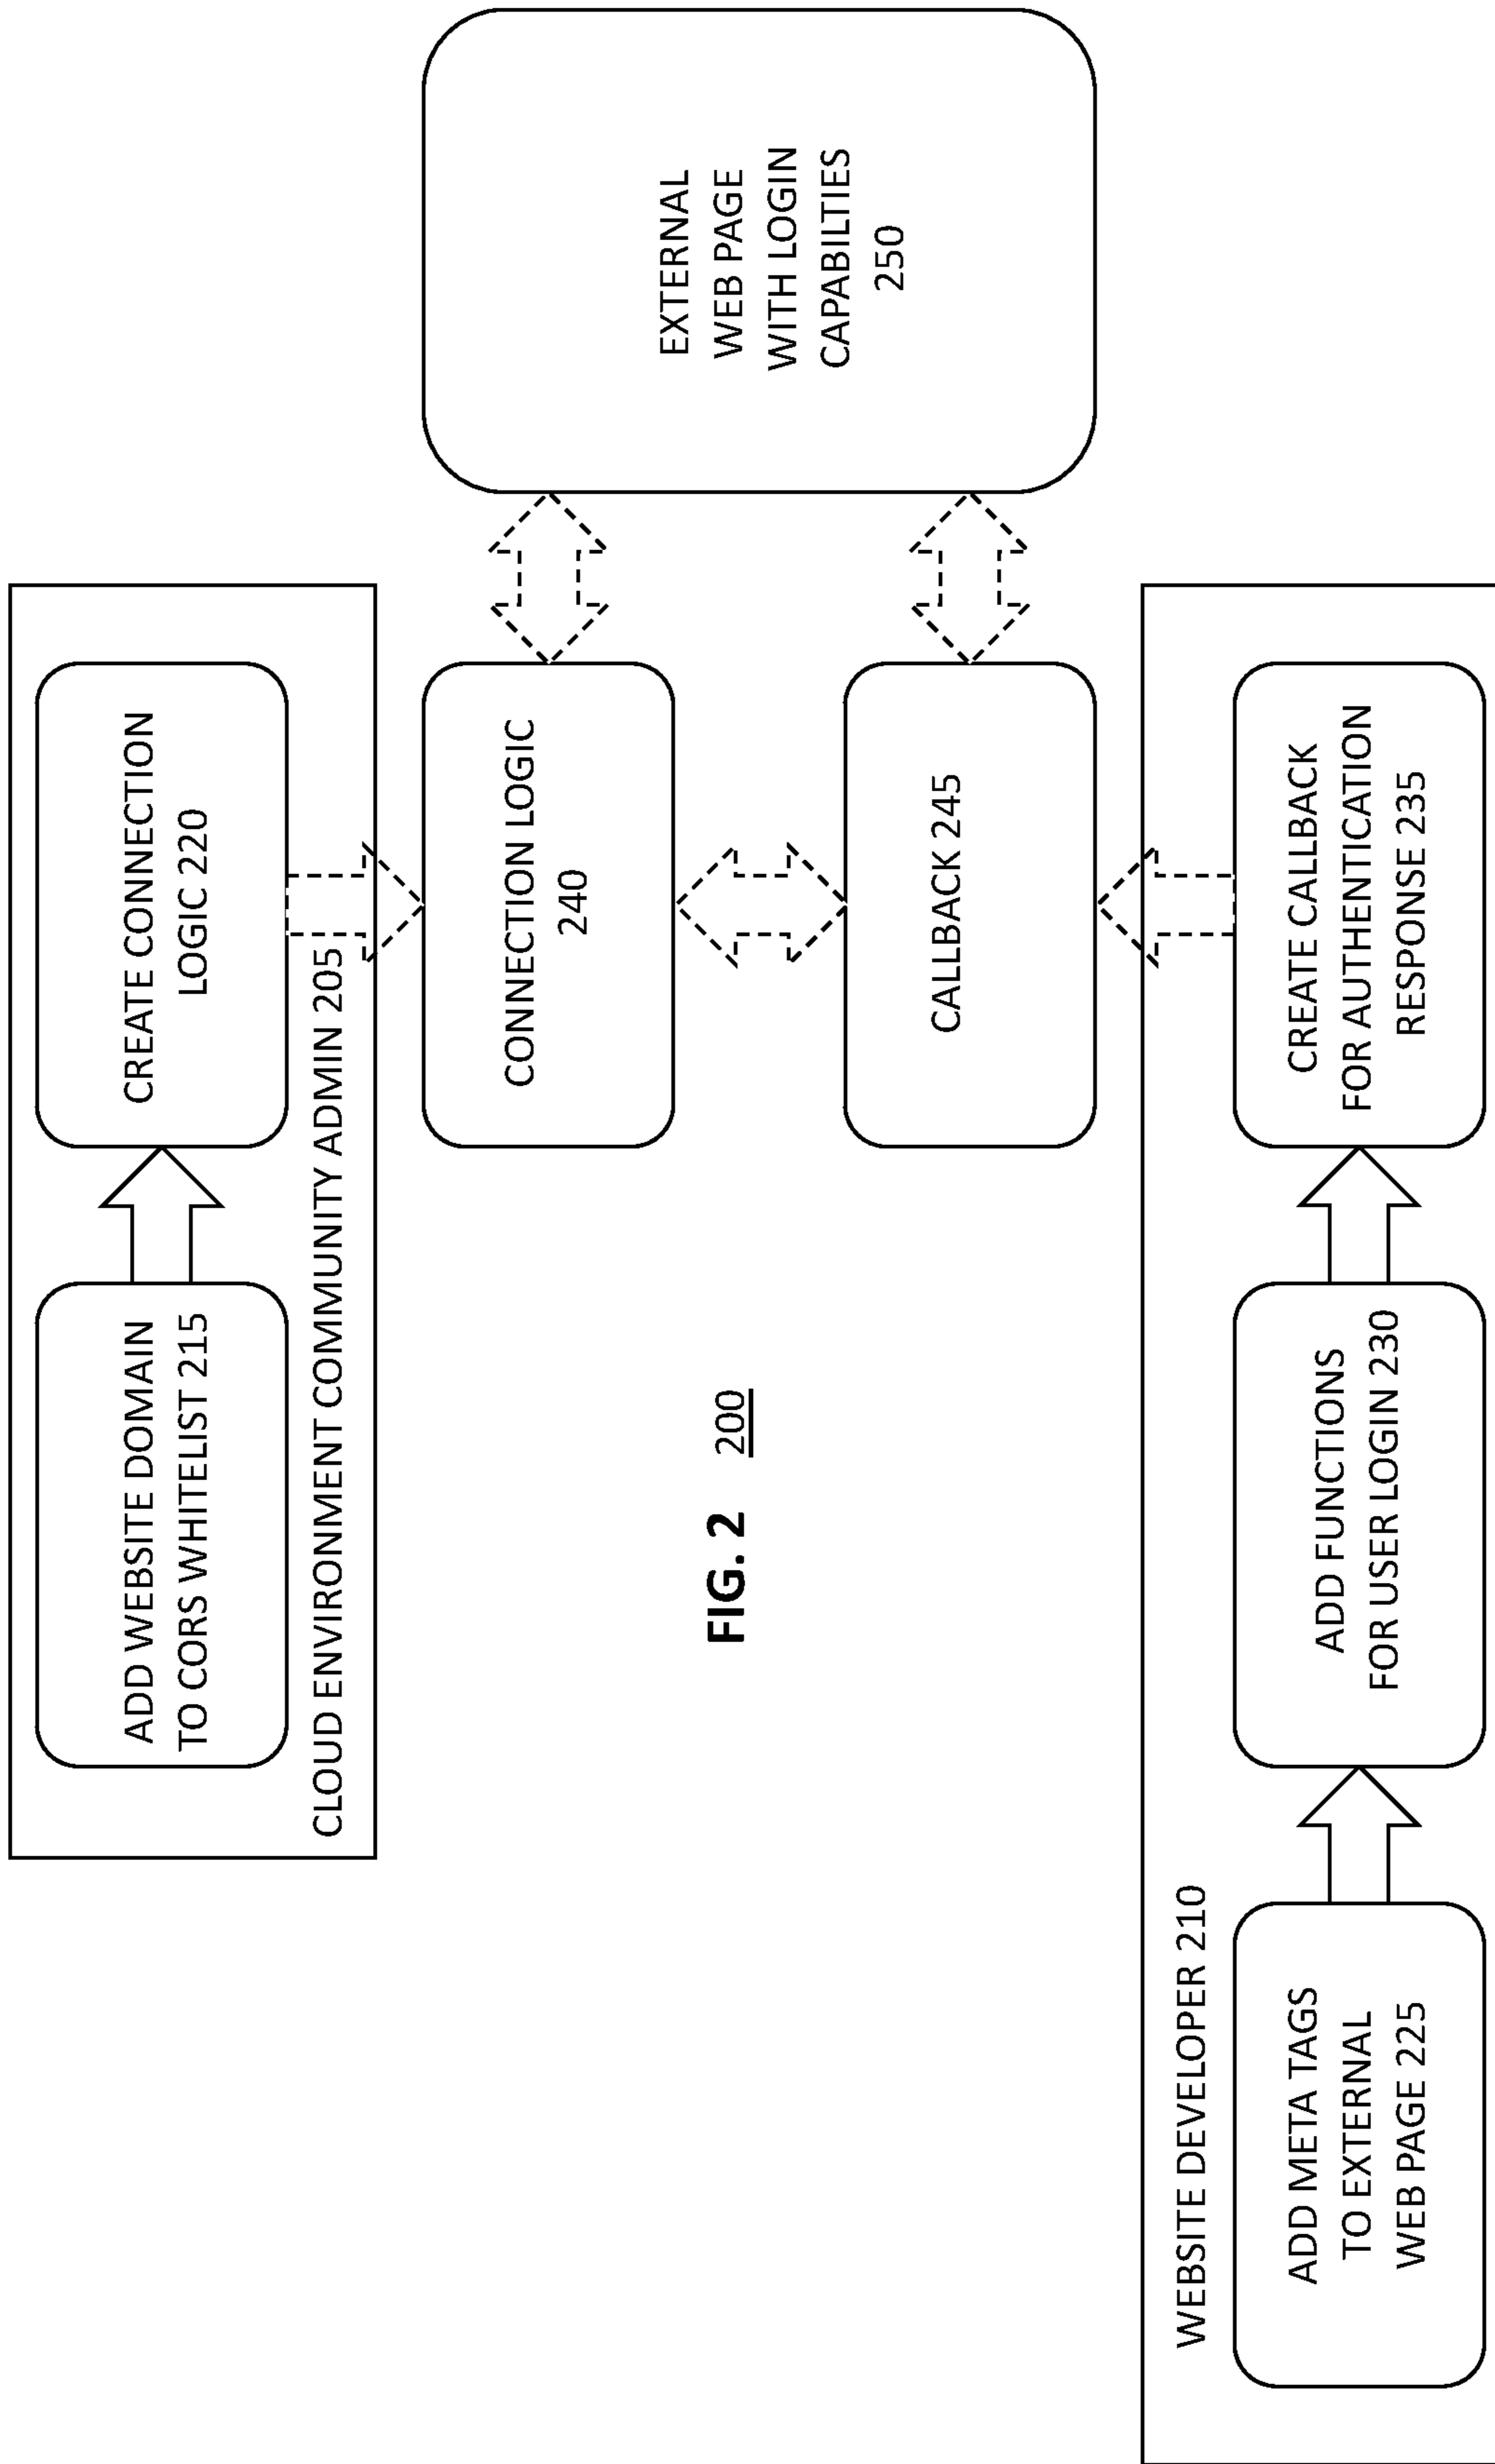 ADD WEBSITE DOMAIN
TO CORS WHITELIST 215
CREATE CONNECTION
LOGIC 220
CLOUD ENVIRONMENT COMMUNITY ADMIN 205
CONNECTION LOGIC
240
EXTERNAL
WEB PAGE
WITH LOGIN
CAPABILTIES
250
FIG. 2 200
CALLBACK 245
WEBSITE DEVELOPER 210
ADD META TAGS
TO EXTERNAL
WEB PAGE 225
ADD FUNCTIONS
FOR USER LOGIN 230
CREATE CALLBACK
FOR AUTHENTICATION
RESPONSE 235